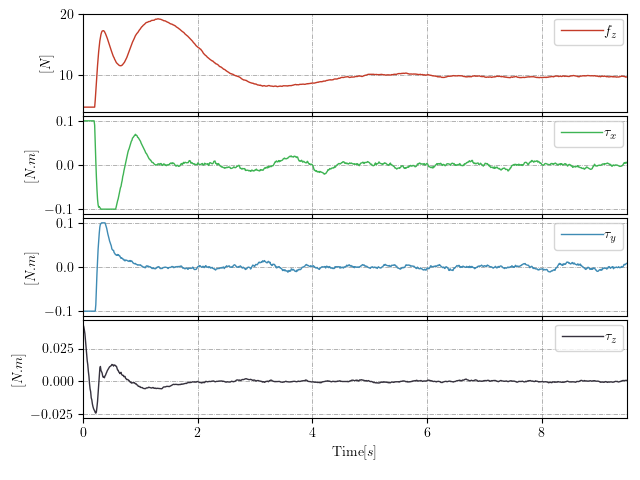 20
10
[N]
f_z
0.1
0.0
−0.1
[N.m]
τ_x
0.1
0.0
−0.1
[N.m]
τ_y
0.025
0.000
−0.025
[N.m]
τ_z
0 2 4 6 8
Time[s]